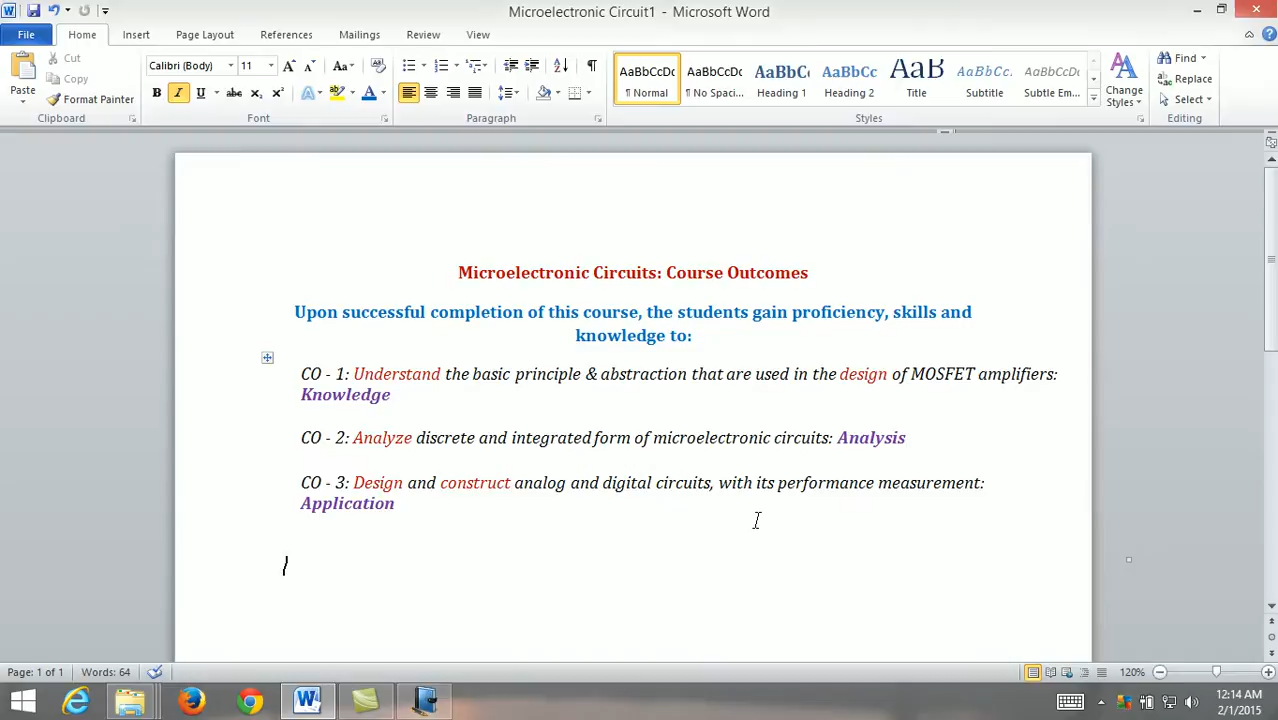 Microelectronic Circuit1 - Microsoft Word
File Home Insert Page Layout References Mailings Review View
Paste
Cut
Copy
Format Painter
Clipboard
Calibri (Body) 11
B I U abc x₂ x²
Font
Paragraph
AaBbCcDc AaBbCcDc AaBbC AaBbCc AaB AaBbCc. AaBbCcDc
¶ Normal ¶ No Spaci... Heading 1 Heading 2 Title Subtitle Subtle Em...
Change Styles
Styles
Find
Replace
Select
Editing
Microelectronic Circuits: Course Outcomes
Upon successful completion of this course, the students gain proficiency, skills and
knowledge to:
CO - 1: Understand the basic principle & abstraction that are used in the design of MOSFET amplifiers:
Knowledge
CO - 2: Analyze discrete and integrated form of microelectronic circuits: Analysis
CO - 3: Design and construct analog and digital circuits, with its performance measurement:
Application
Page: 1 of 1 Words: 64 120%
12:14 AM
2/1/2015